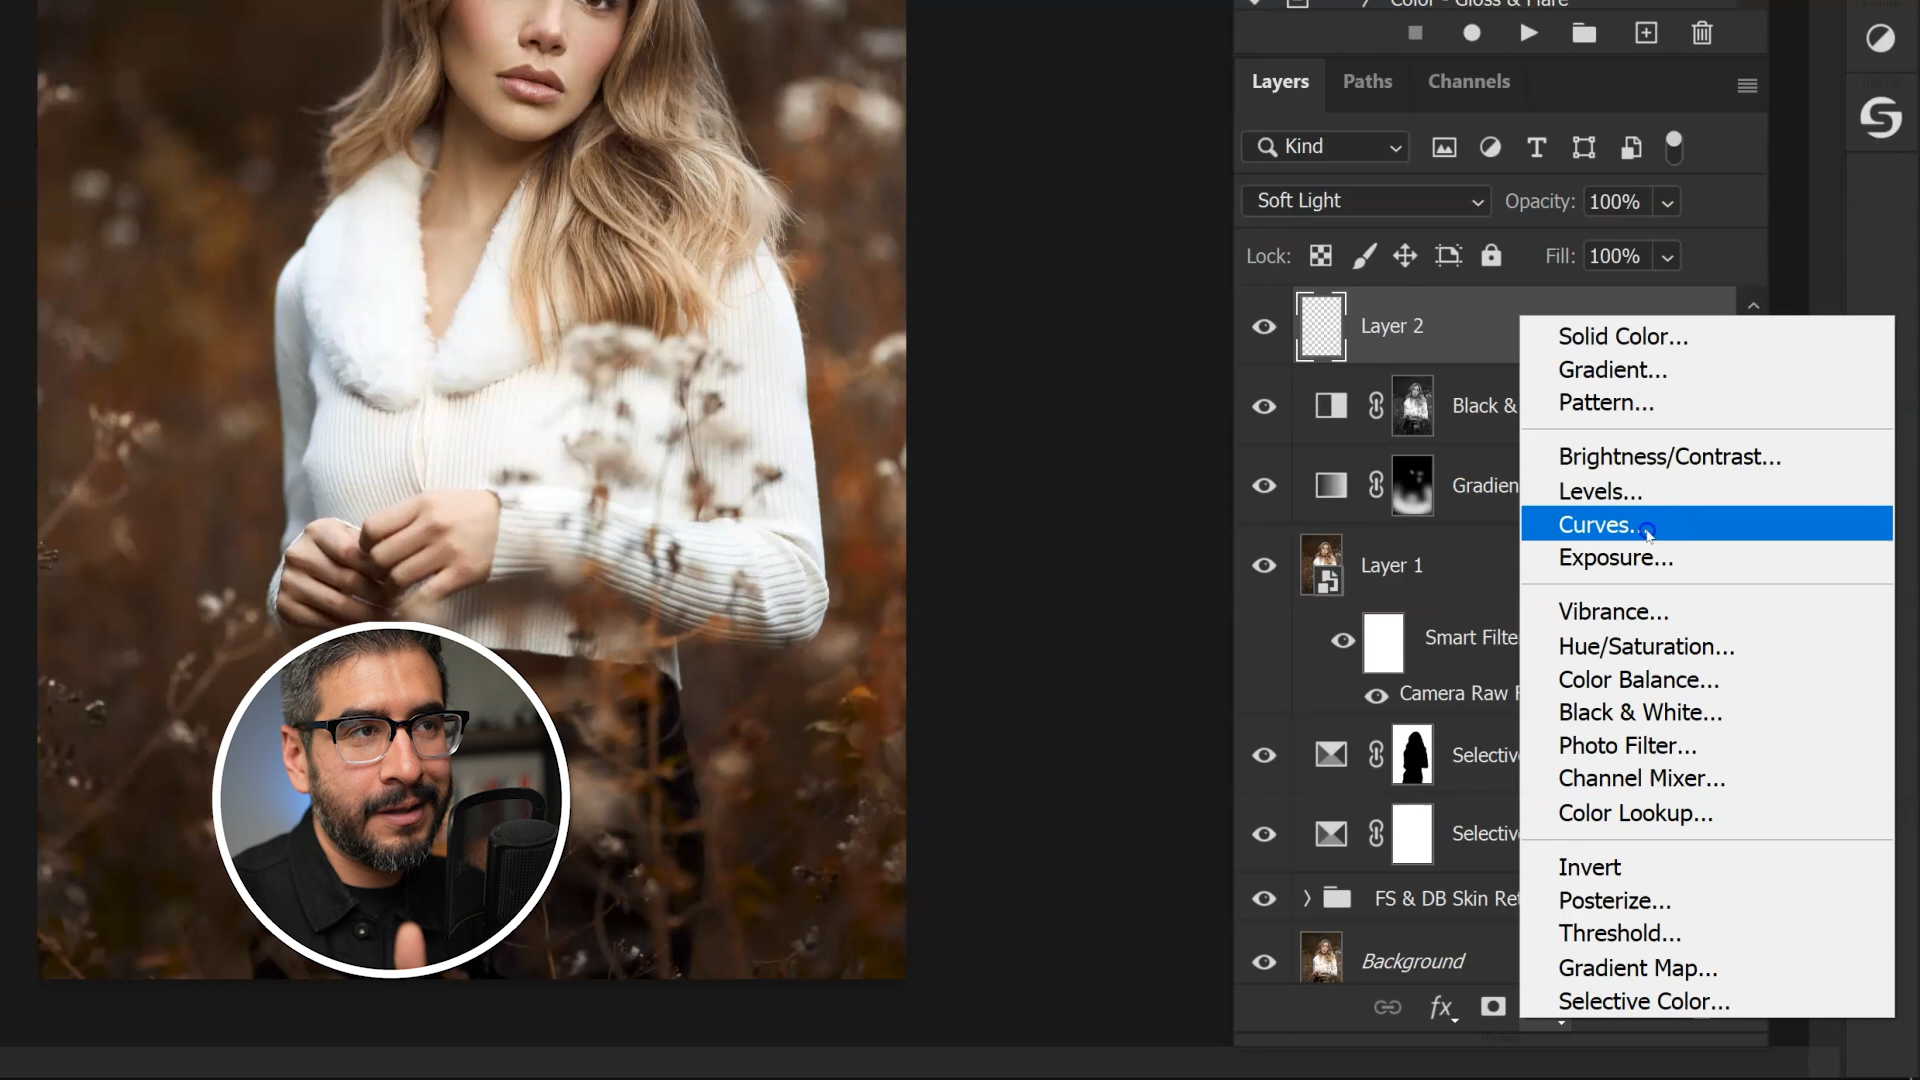 Color - Gloss & Flare
Layers Paths Channels
Kind
Soft Light Opacity: 100%
Lock: Fill: 100%
Layer 2
Black &
Gradien
Layer 1
Smart Filte
Camera Raw F
Selectiv
Selectiv
FS & DB Skin Ret
Background
fx
Solid Color...
Gradient...
Pattern...
Brightness/Contrast...
Levels...
Curves...
Exposure...
Vibrance...
Hue/Saturation...
Color Balance...
Black & White...
Photo Filter...
Channel Mixer...
Color Lookup...
Invert
Posterize...
Threshold...
Gradient Map...
Selective Color...